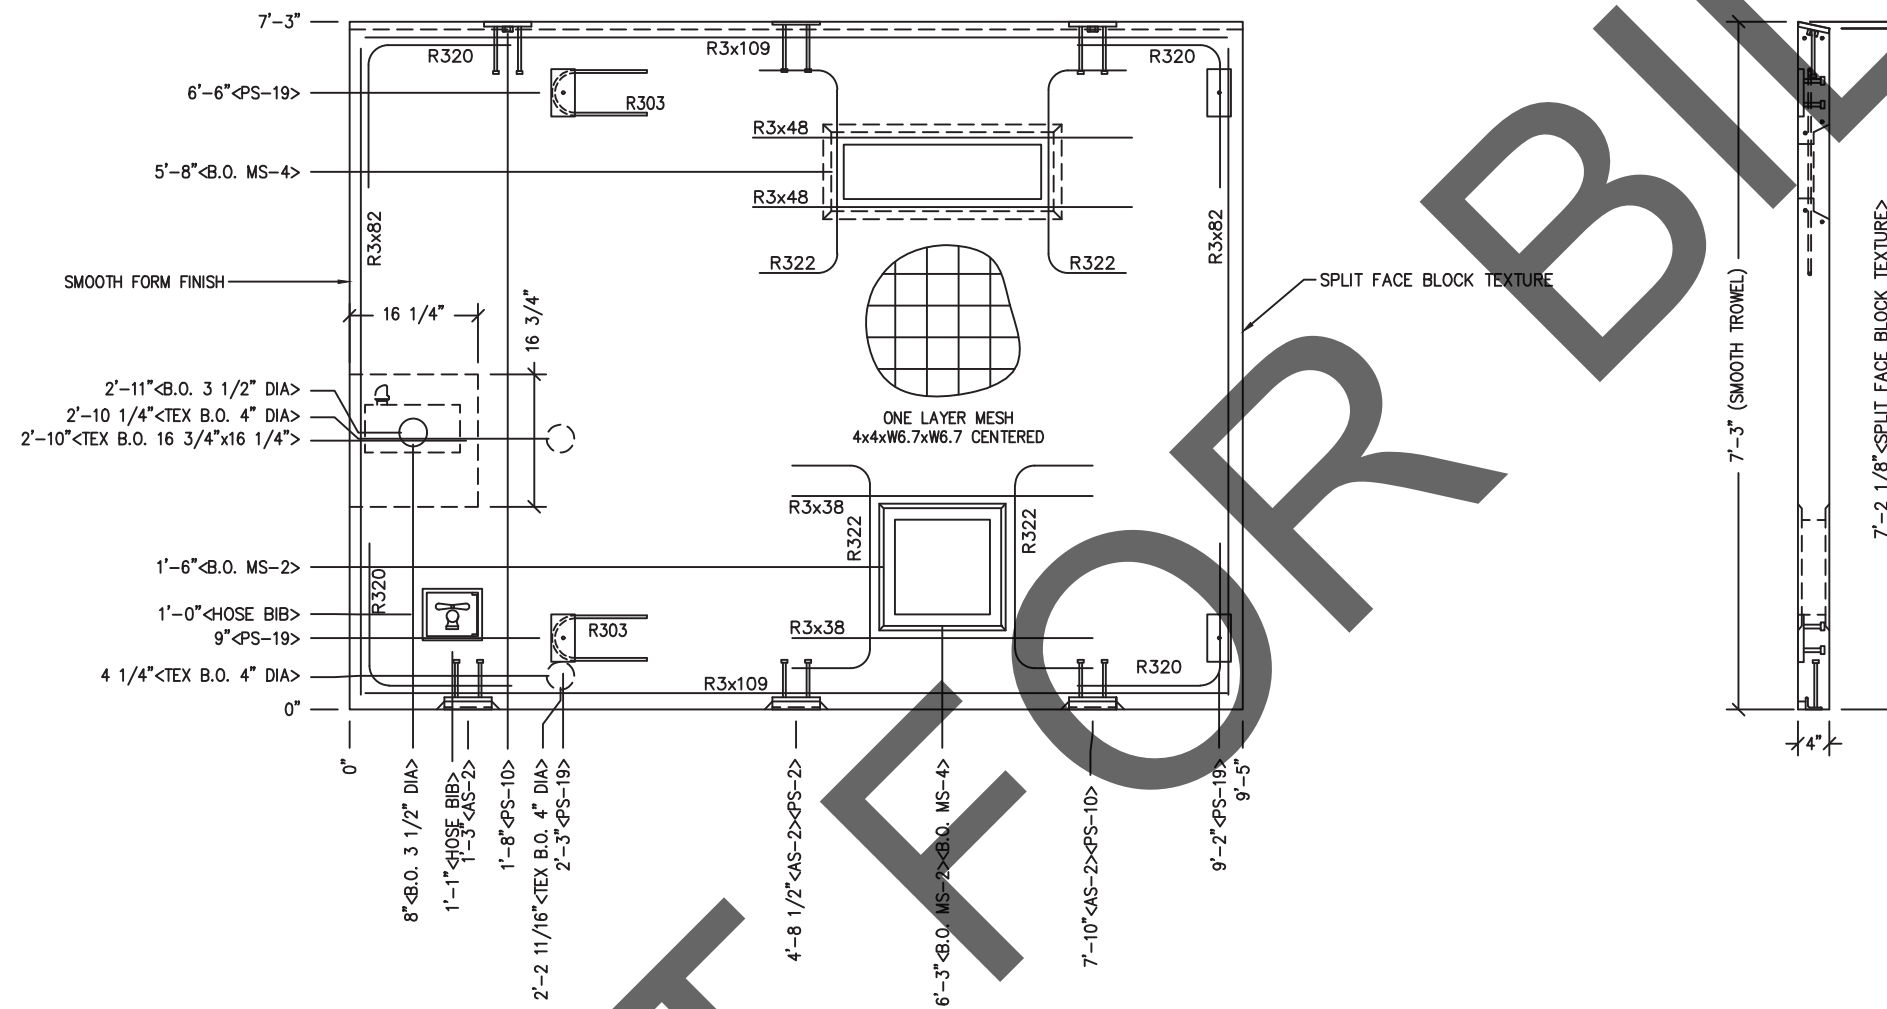 7'-3"
R320
R3x109
R320
6'-6"<PS-19>
R303
R3x48
5'-8"<B.O. MS-4>
R3x48
R3x82
R3x82
R322
R322
SMOOTH FORM FINISH
SPLIT FACE BLOCK TEXTURE
16 1/4"
16 3/4"
2'-11"<B.O. 3 1/2" DIA>
2'-10 1/4"<TEX B.O. 4" DIA>
2'-10"<TEX B.O. 16 3/4"x16 1/4">
ONE LAYER MESH
4x4xW6.7xW6.7 CENTERED
R3x38
R322
R322
1'-6"<B.O. MS-2>
R320
1'-0"<HOSE BIB>
9"<PS-19>
R303
R3x38
R320
4 1/4"<TEX B.O. 4" DIA>
R3x109
0"
0"
8"<B.O. 3 1/2" DIA>
1'-1"<HOSE BIB>
1'-3"<AS-2>
1'-8"<PS-10>
2'-2 11/16"<TEX B.O. 4" DIA>
2'-3"<PS-19>
4'-8 1/2"<AS-2><PS-2>
6'-3"<B.O. MS-2><B.O. MS-4>
7'-10"<AS-2><PS-10>
9'-2"<PS-19>
9'-5"
7'-3" (SMOOTH TROWEL)
7'-2 1/8"<SPLIT FACE BLOCK TEXTURE>
4"
FOR